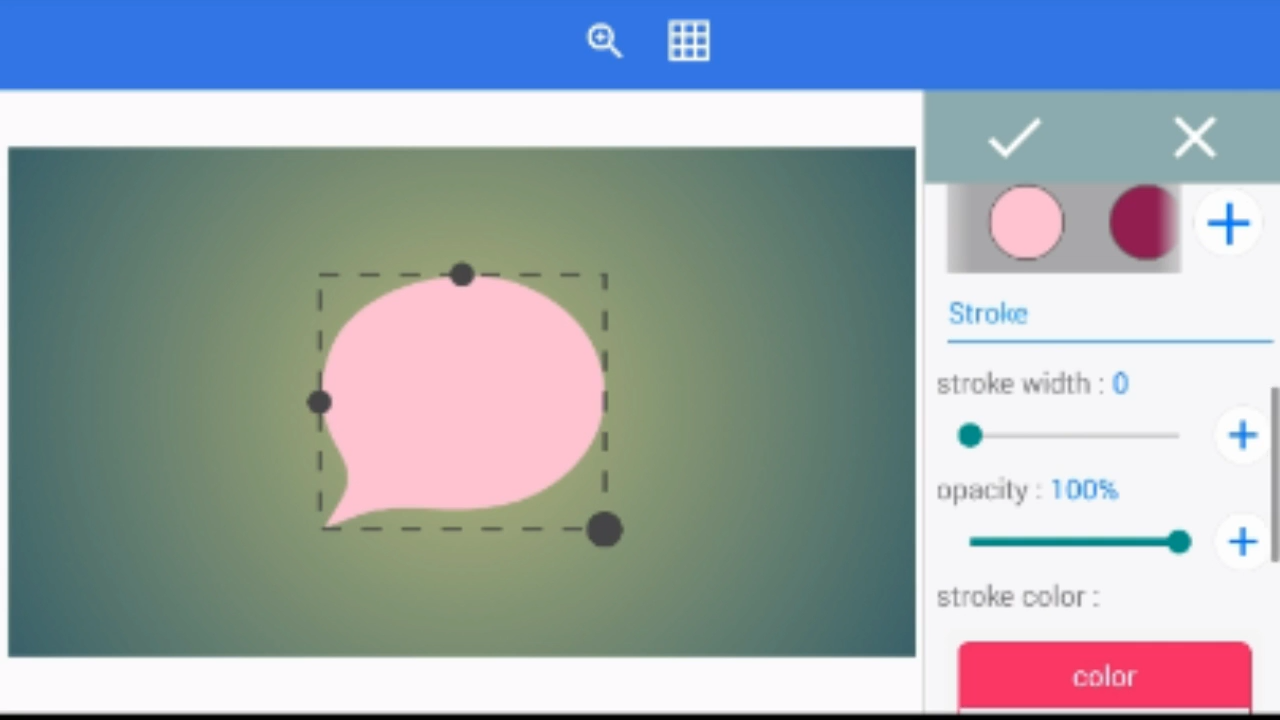 Stroke
stroke width : 0
opacity : 100%
stroke color :
color